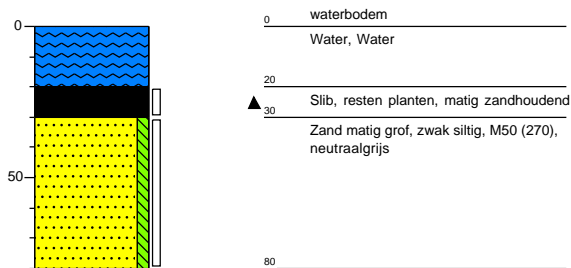 0
50
waterbodem
0
Water, Water
20
Slib, resten planten, matig zandhoudend
30
Zand matig grof, zwak siltig, M50 (270),
neutraalgrijs
80